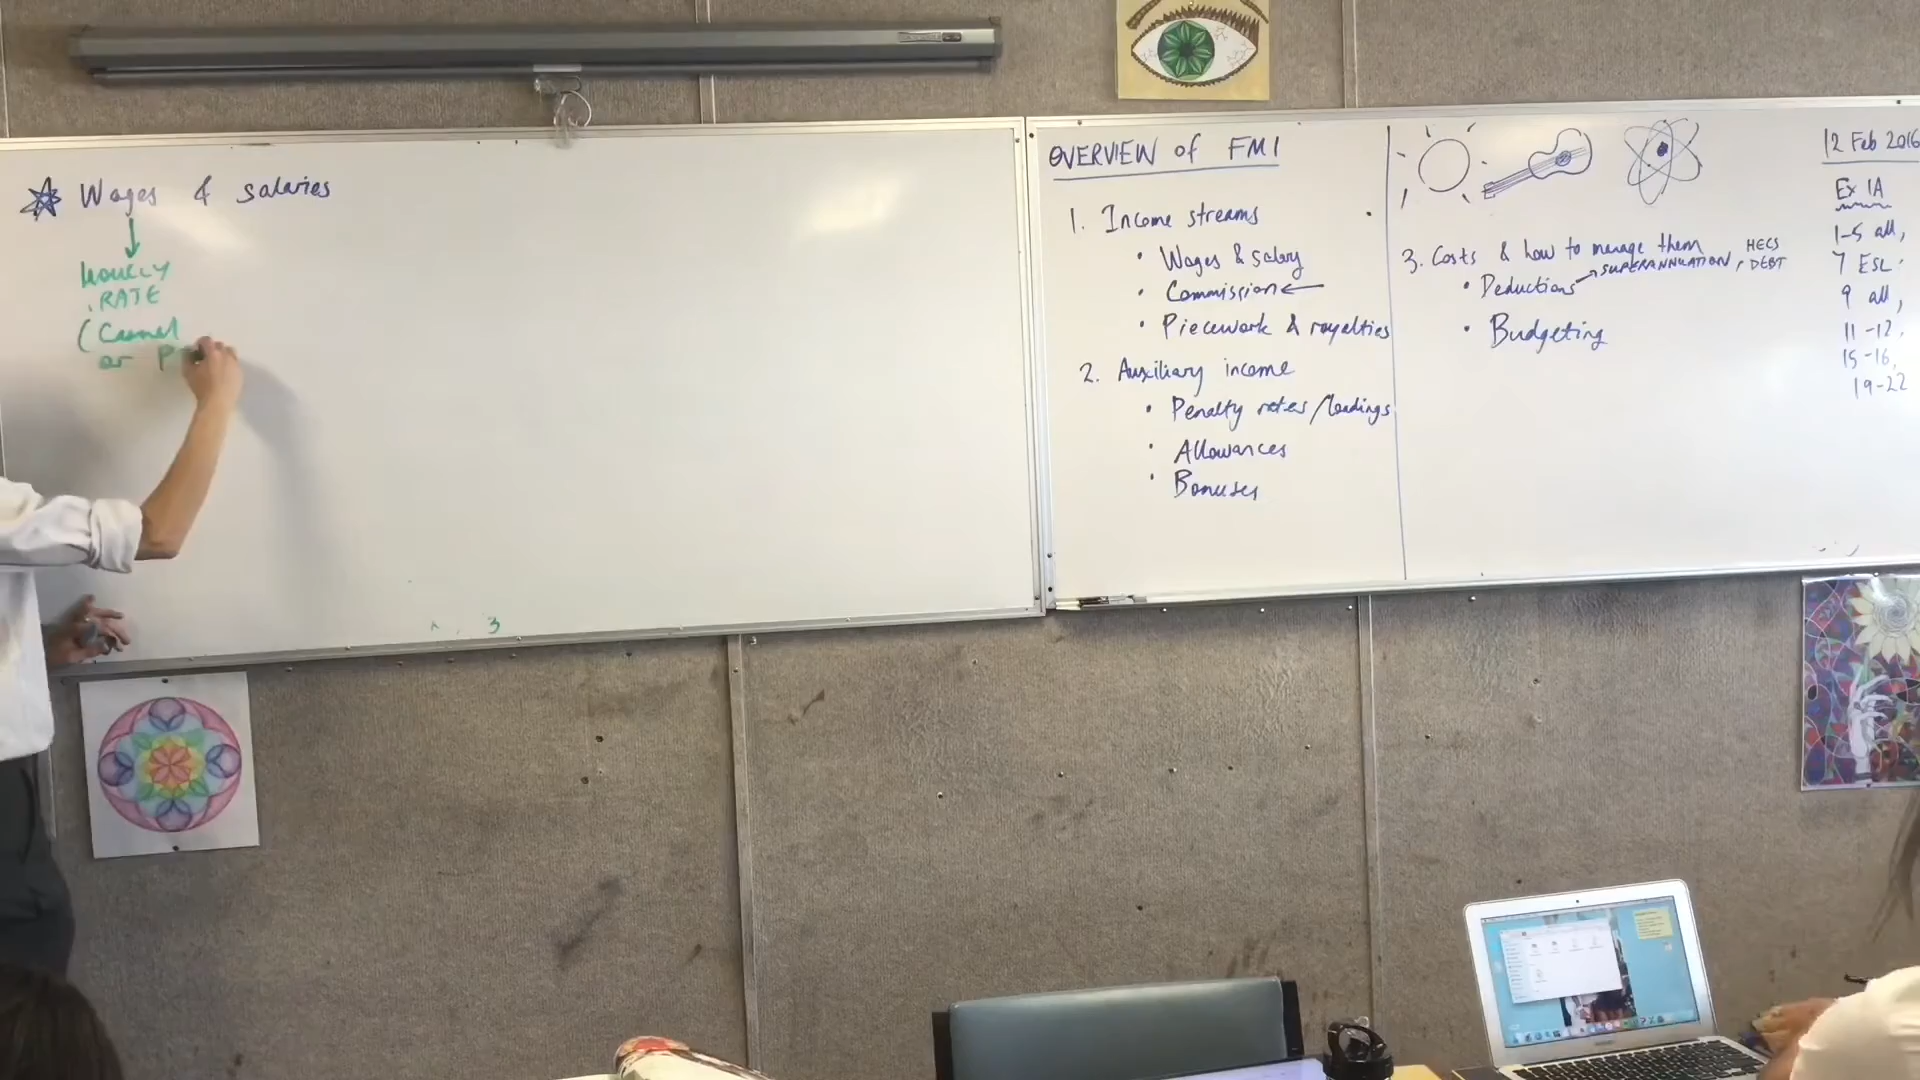 Wages & salaries
HOURLY
RATE
(Casual
or P
3
OVERVIEW of FM1
1. Income streams
• Wages & salary
• Commission ←
• Piecework & royalties
2. Auxiliary income
• Penalty rates/loadings
• Allowances
• Bonuses
3. Costs & how to manage them
• Deductions → SUPERANNUATION, HECS DEBT
• Budgeting
12 Feb 2016
Ex 1A
1-5 all,
7 ESL.
9 all,
11-12,
15-16,
19-22